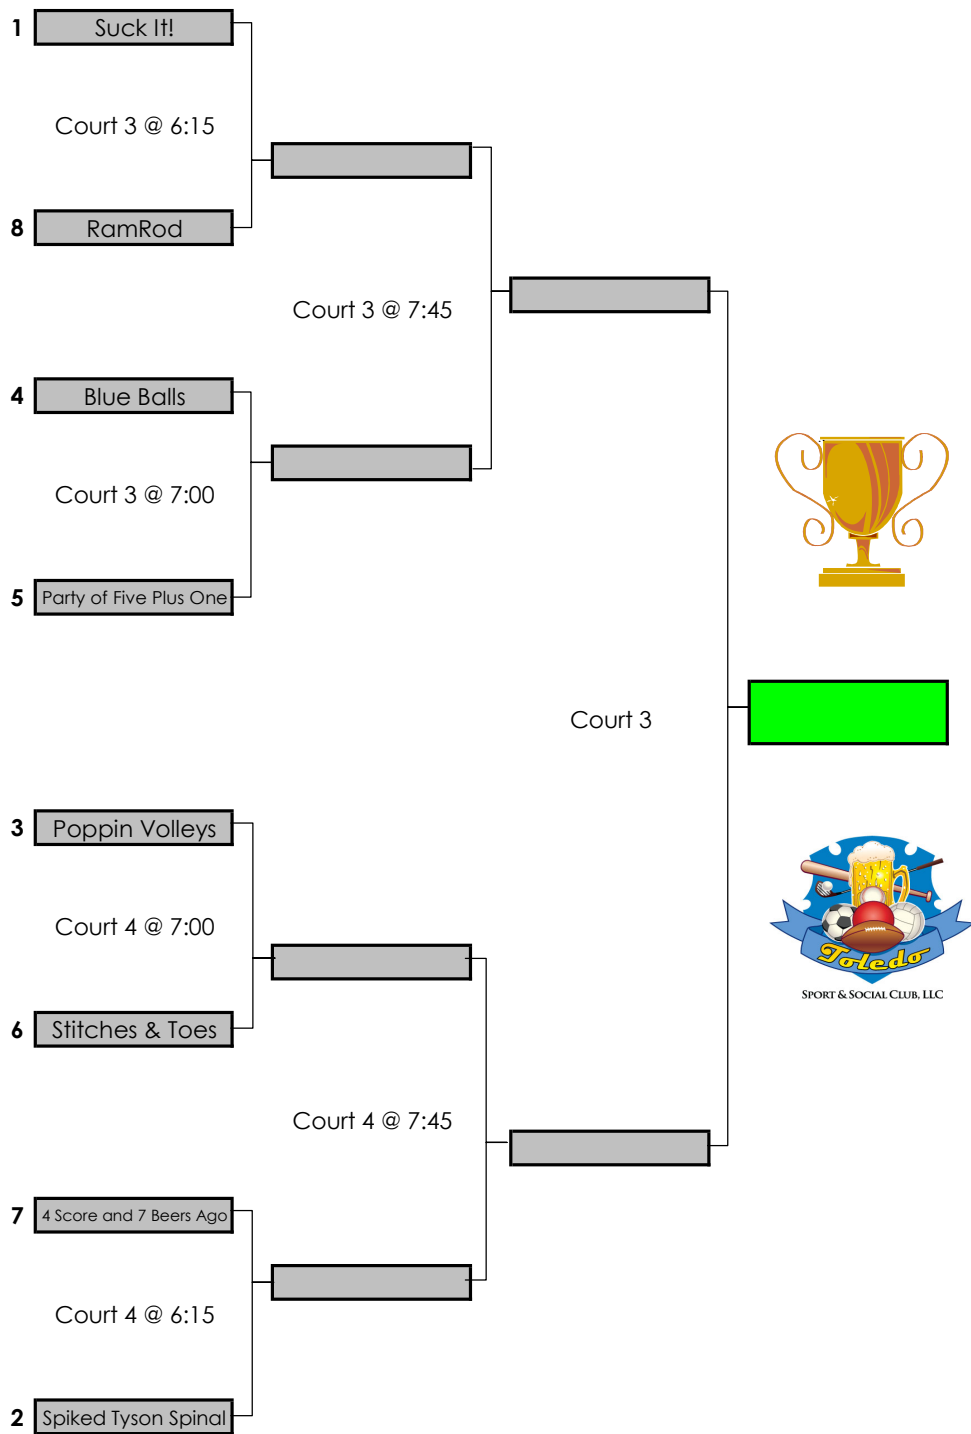 1 Suck It!
Court 3 @ 6:15
8 RamRod
Court 3 @ 7:45
4 Blue Balls
Court 3 @ 7:00
5 Party of Five Plus One
Court 3
3 Poppin Volleys
Court 4 @ 7:00
6 Stitches & Toes
Court 4 @ 7:45
7 4 Score and 7 Beers Ago
Court 4 @ 6:15
2 Spiked Tyson Spinal
Toledo
SPORT & SOCIAL CLUB, LLC